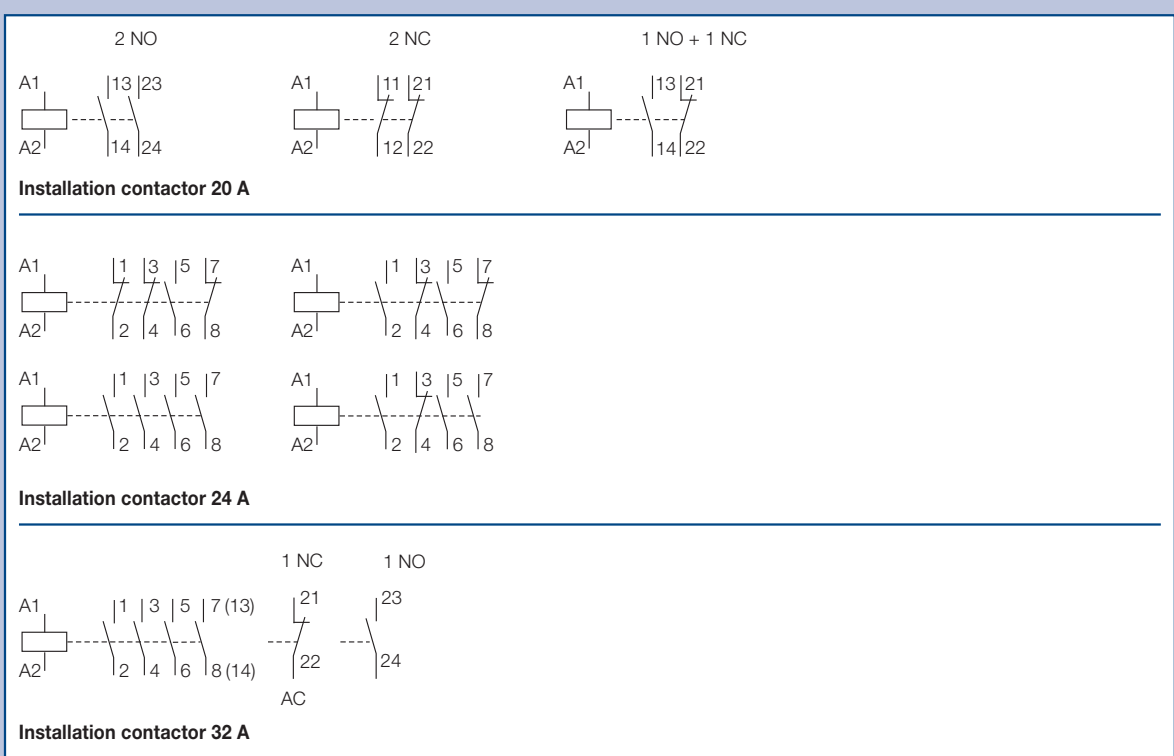 2 NO 2 NC 1 NO + 1 NC
A1 13 23 A1 11 21 A1 13 21
A2 14 24 A2 12 22 A2 14 22
Installation contactor 20 A
A1 1 3 5 7 A1 1 3 5 7
A2 2 4 6 8 A2 2 4 6 8
A1 1 3 5 7 A1 1 3 5 7
A2 2 4 6 8 A2 2 4 6 8
Installation contactor 24 A
1 NC 1 NO
A1 1 3 5 7 (13) 21 23
A2 2 4 6 8 (14) 22 24
AC
Installation contactor 32 A